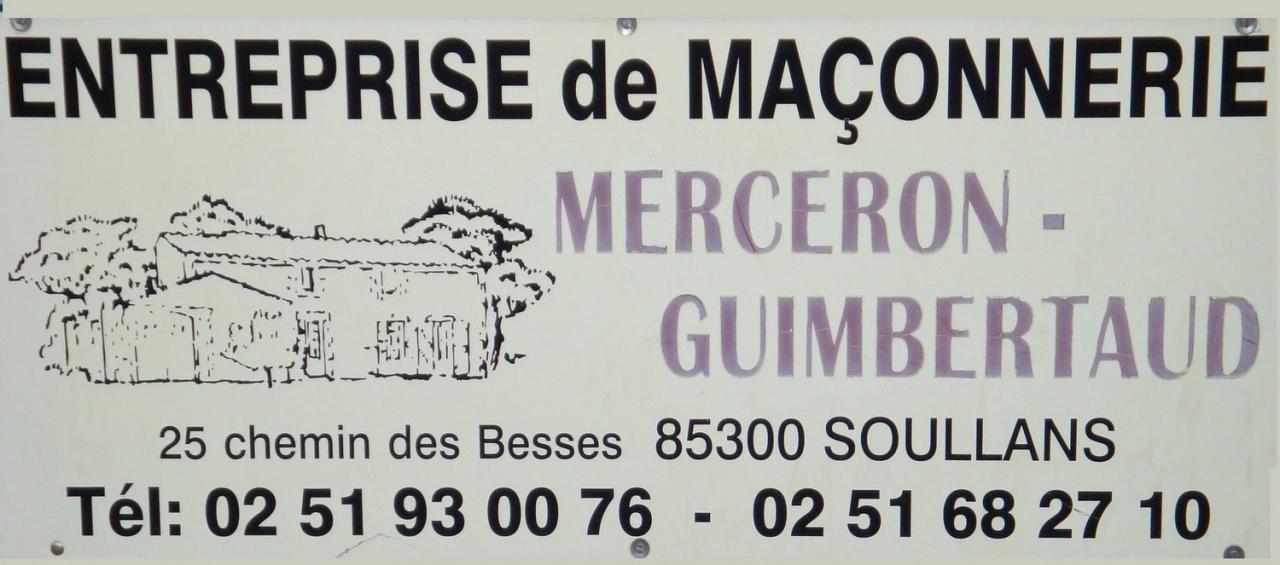 ENTREPRISE de MAÇONNERIE
MERCERON -
GUIMBERTAUD
25 chemin des Besses 85300 SOULLANS
Tél: 02 51 93 00 76 - 02 51 68 27 10